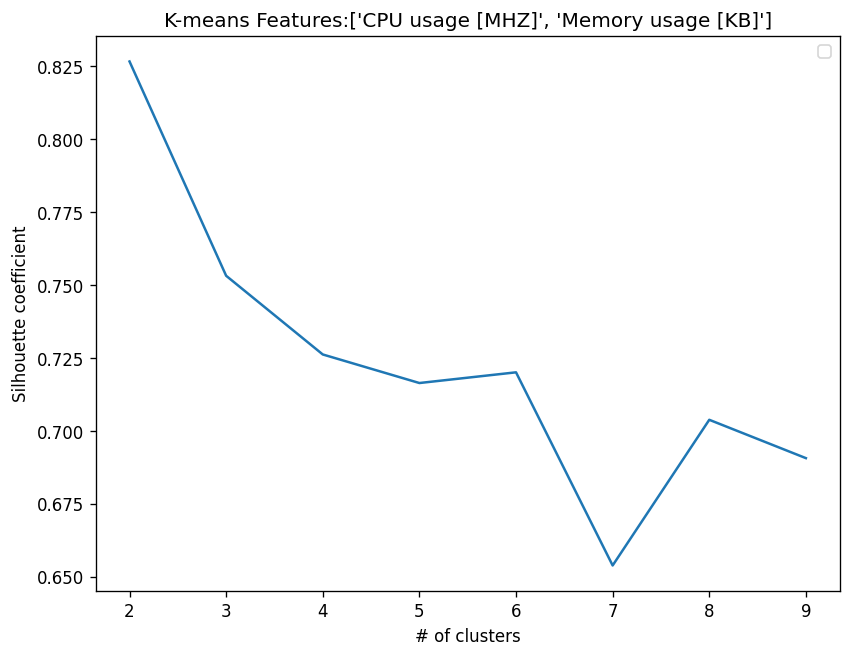 K-means Features:['CPU usage [MHZ]', 'Memory usage [KB]']
0.825
0.800
0.775
0.750
0.725
0.700
0.675
0.650
Silhouette coefficient
2 3 4 5 6 7 8 9
# of clusters